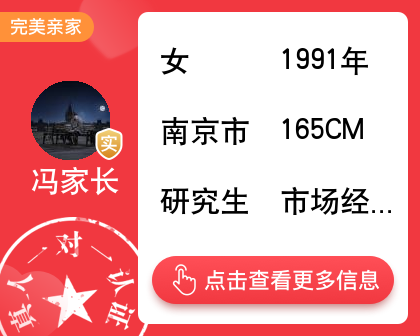 完美亲家
女 1991年
南京市 165CM
实
冯家长
研究生 市场经...
一对一
真人认证
点击查看更多信息